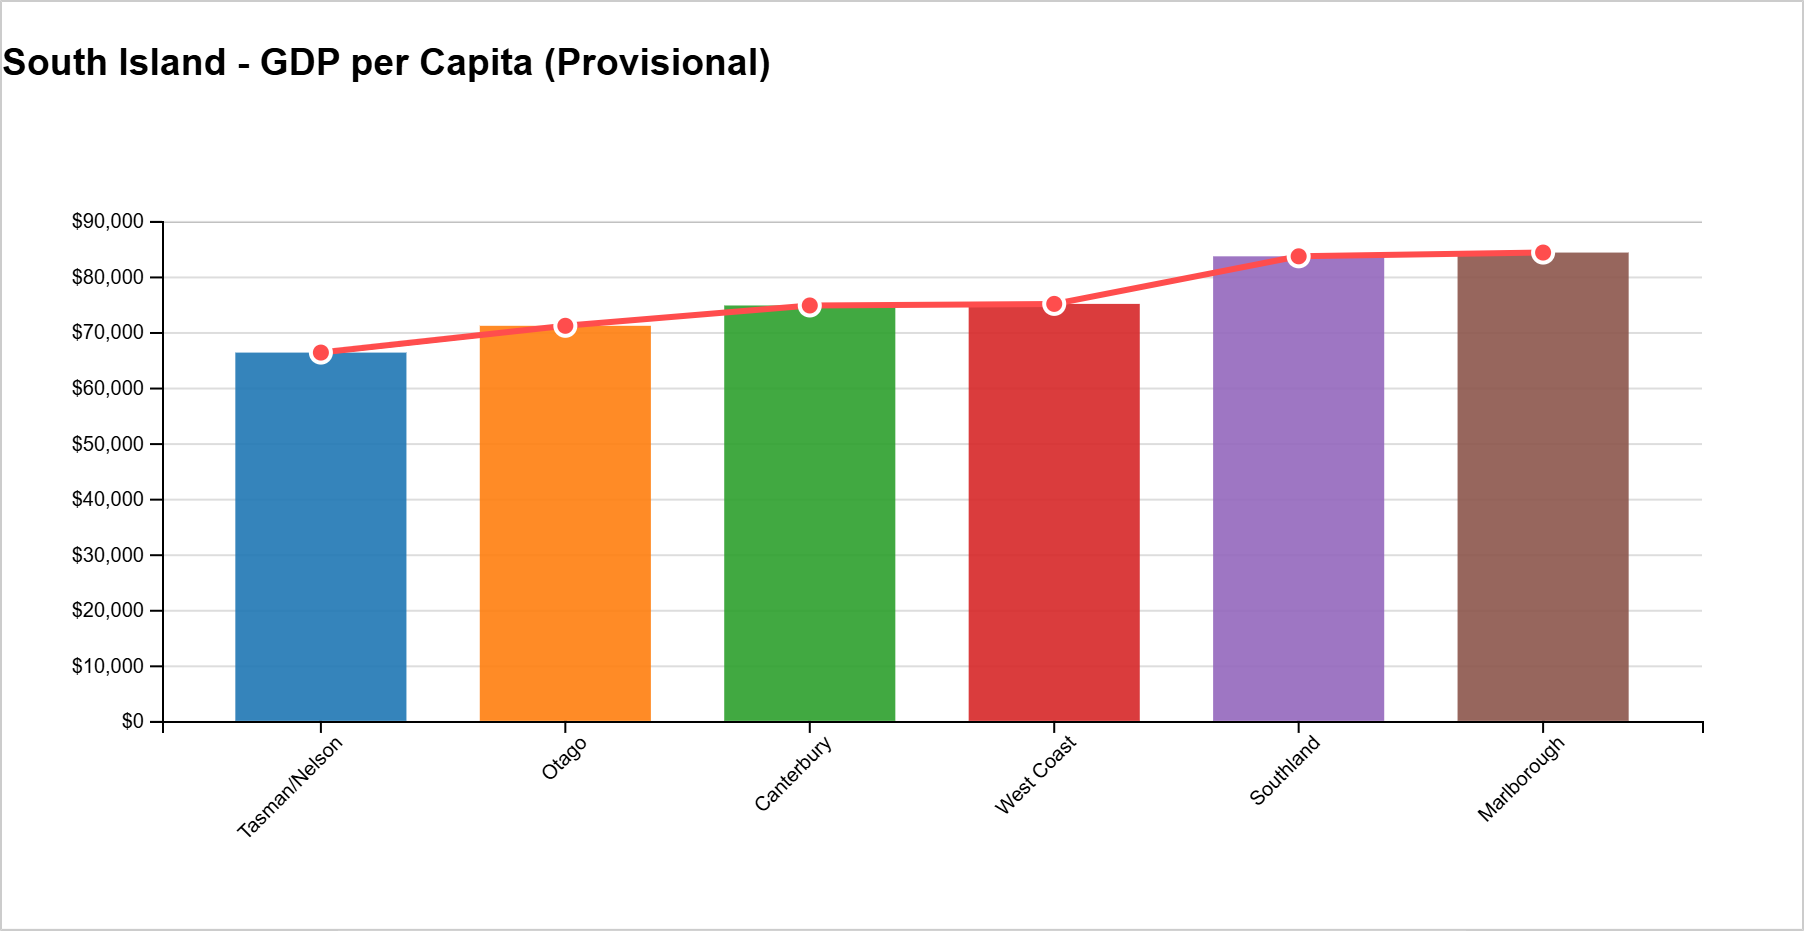 South Island - GDP per Capita (Provisional)
$90,000
$80,000
$70,000
$60,000
$50,000
$40,000
$30,000
$20,000
$10,000
$0
Tasman/Nelson
Otago
Canterbury
West Coast
Southland
Marlborough